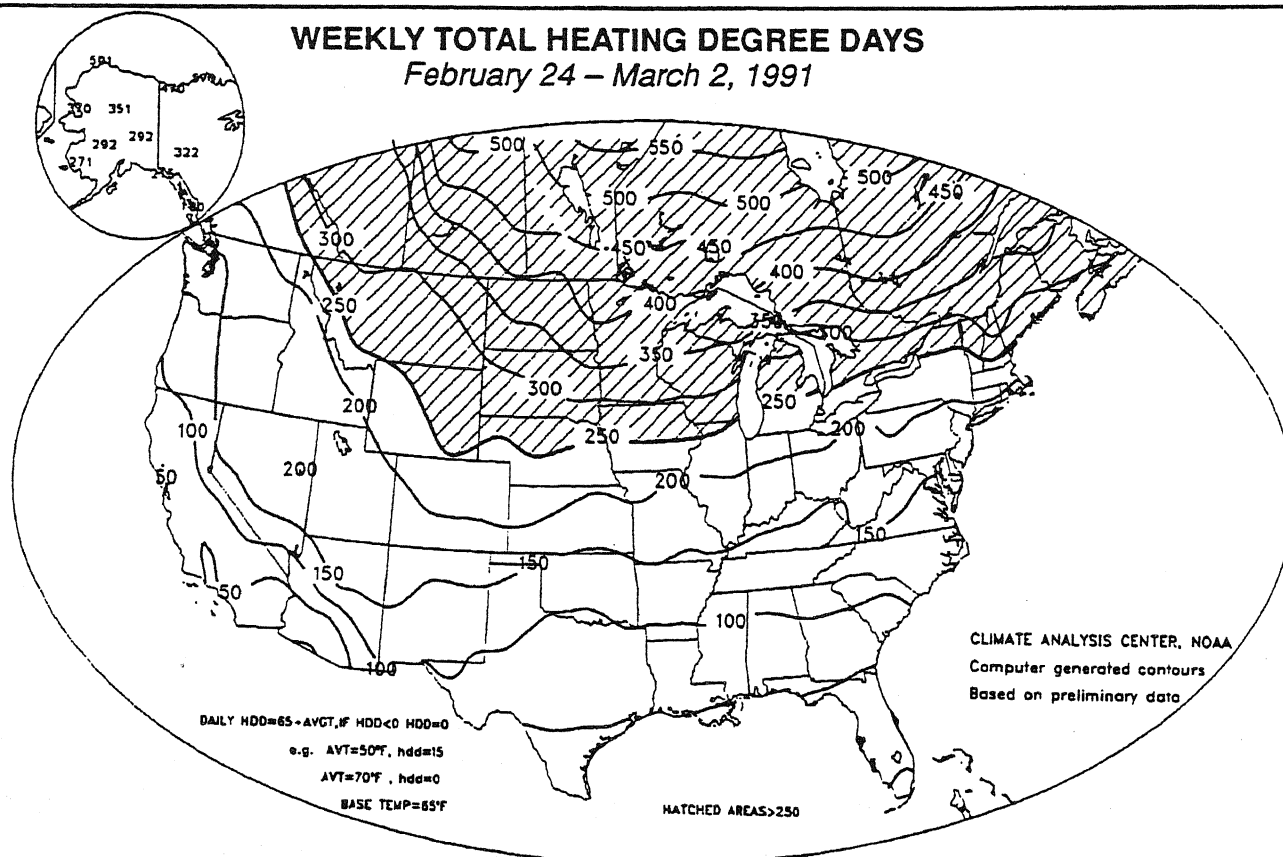 WEEKLY TOTAL HEATING DEGREE DAYS
February 24 – March 2, 1991
591
470
330 351
292 292
271 322
500 550
500 450
500 500
300 450 450
400
250 400
350 300
350
300
200 250
100 250 200
50 200 200
150
150 150
50
100
100
CLIMATE ANALYSIS CENTER, NOAA
Computer generated contours
Based on preliminary data
DAILY HDD=65-AVGT,IF HDD<0 HDD=0
e.g. AVT=50°F, hdd=15
AVT=70°F , hdd=0
BASE TEMP=65°F
HATCHED AREAS>250